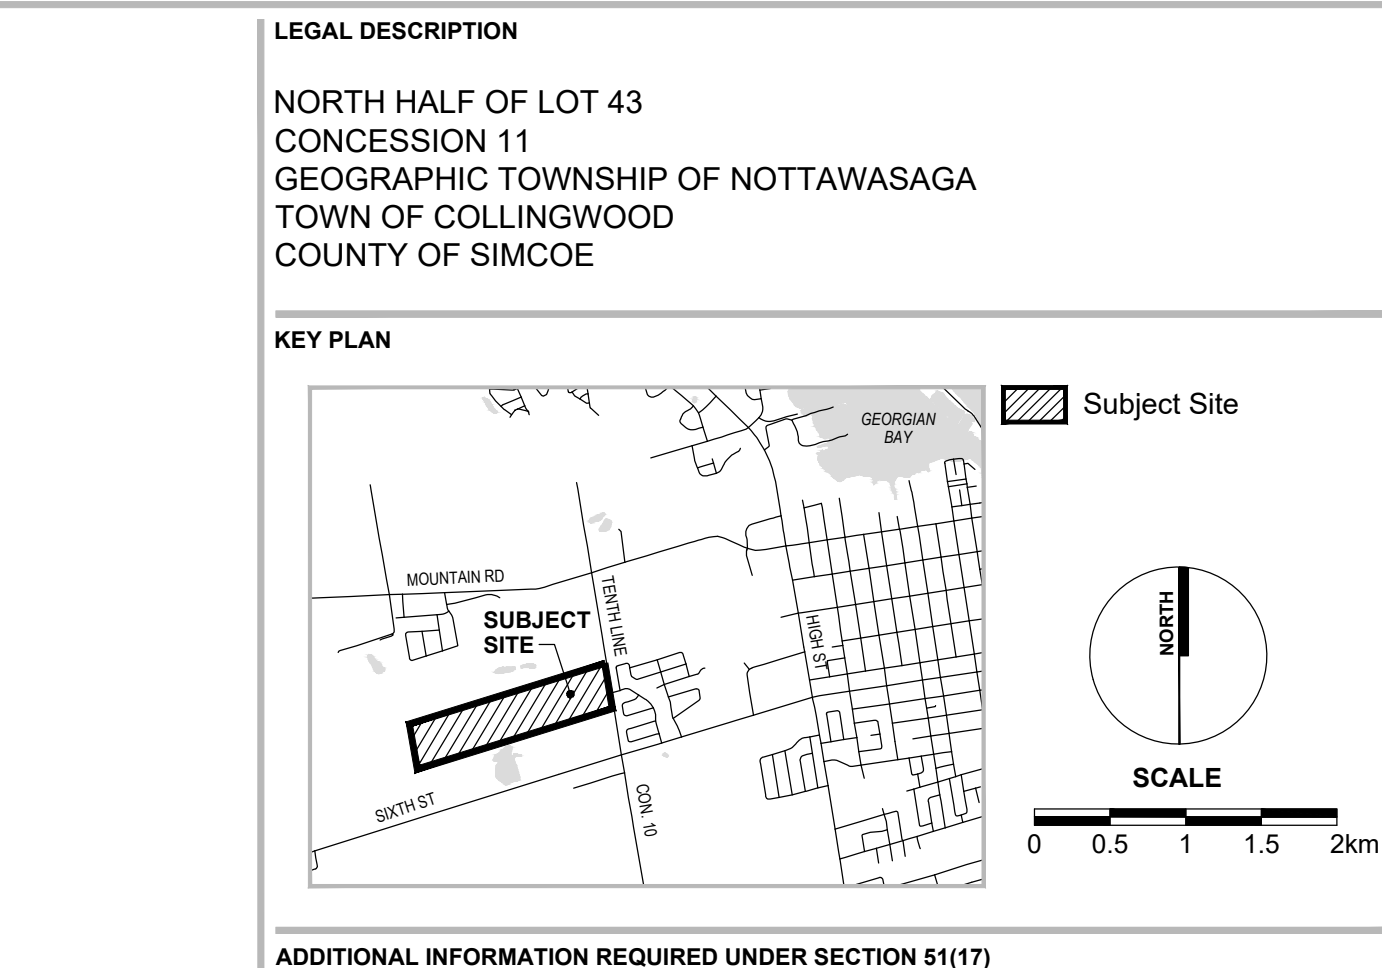 LEGAL DESCRIPTION
NORTH HALF OF LOT 43
CONCESSION 11
GEOGRAPHIC TOWNSHIP OF NOTTAWASAGA
TOWN OF COLLINGWOOD
COUNTY OF SIMCOE
KEY PLAN
GEORGIAN
BAY
Subject Site
MOUNTAIN RD
TENTH LINE
SUBJECT
SITE
HIGH ST
NORTH
SIXTH ST
CON. 10
SCALE
0 0.5 1 1.5 2km
ADDITIONAL INFORMATION REQUIRED UNDER SECTION 51(17)